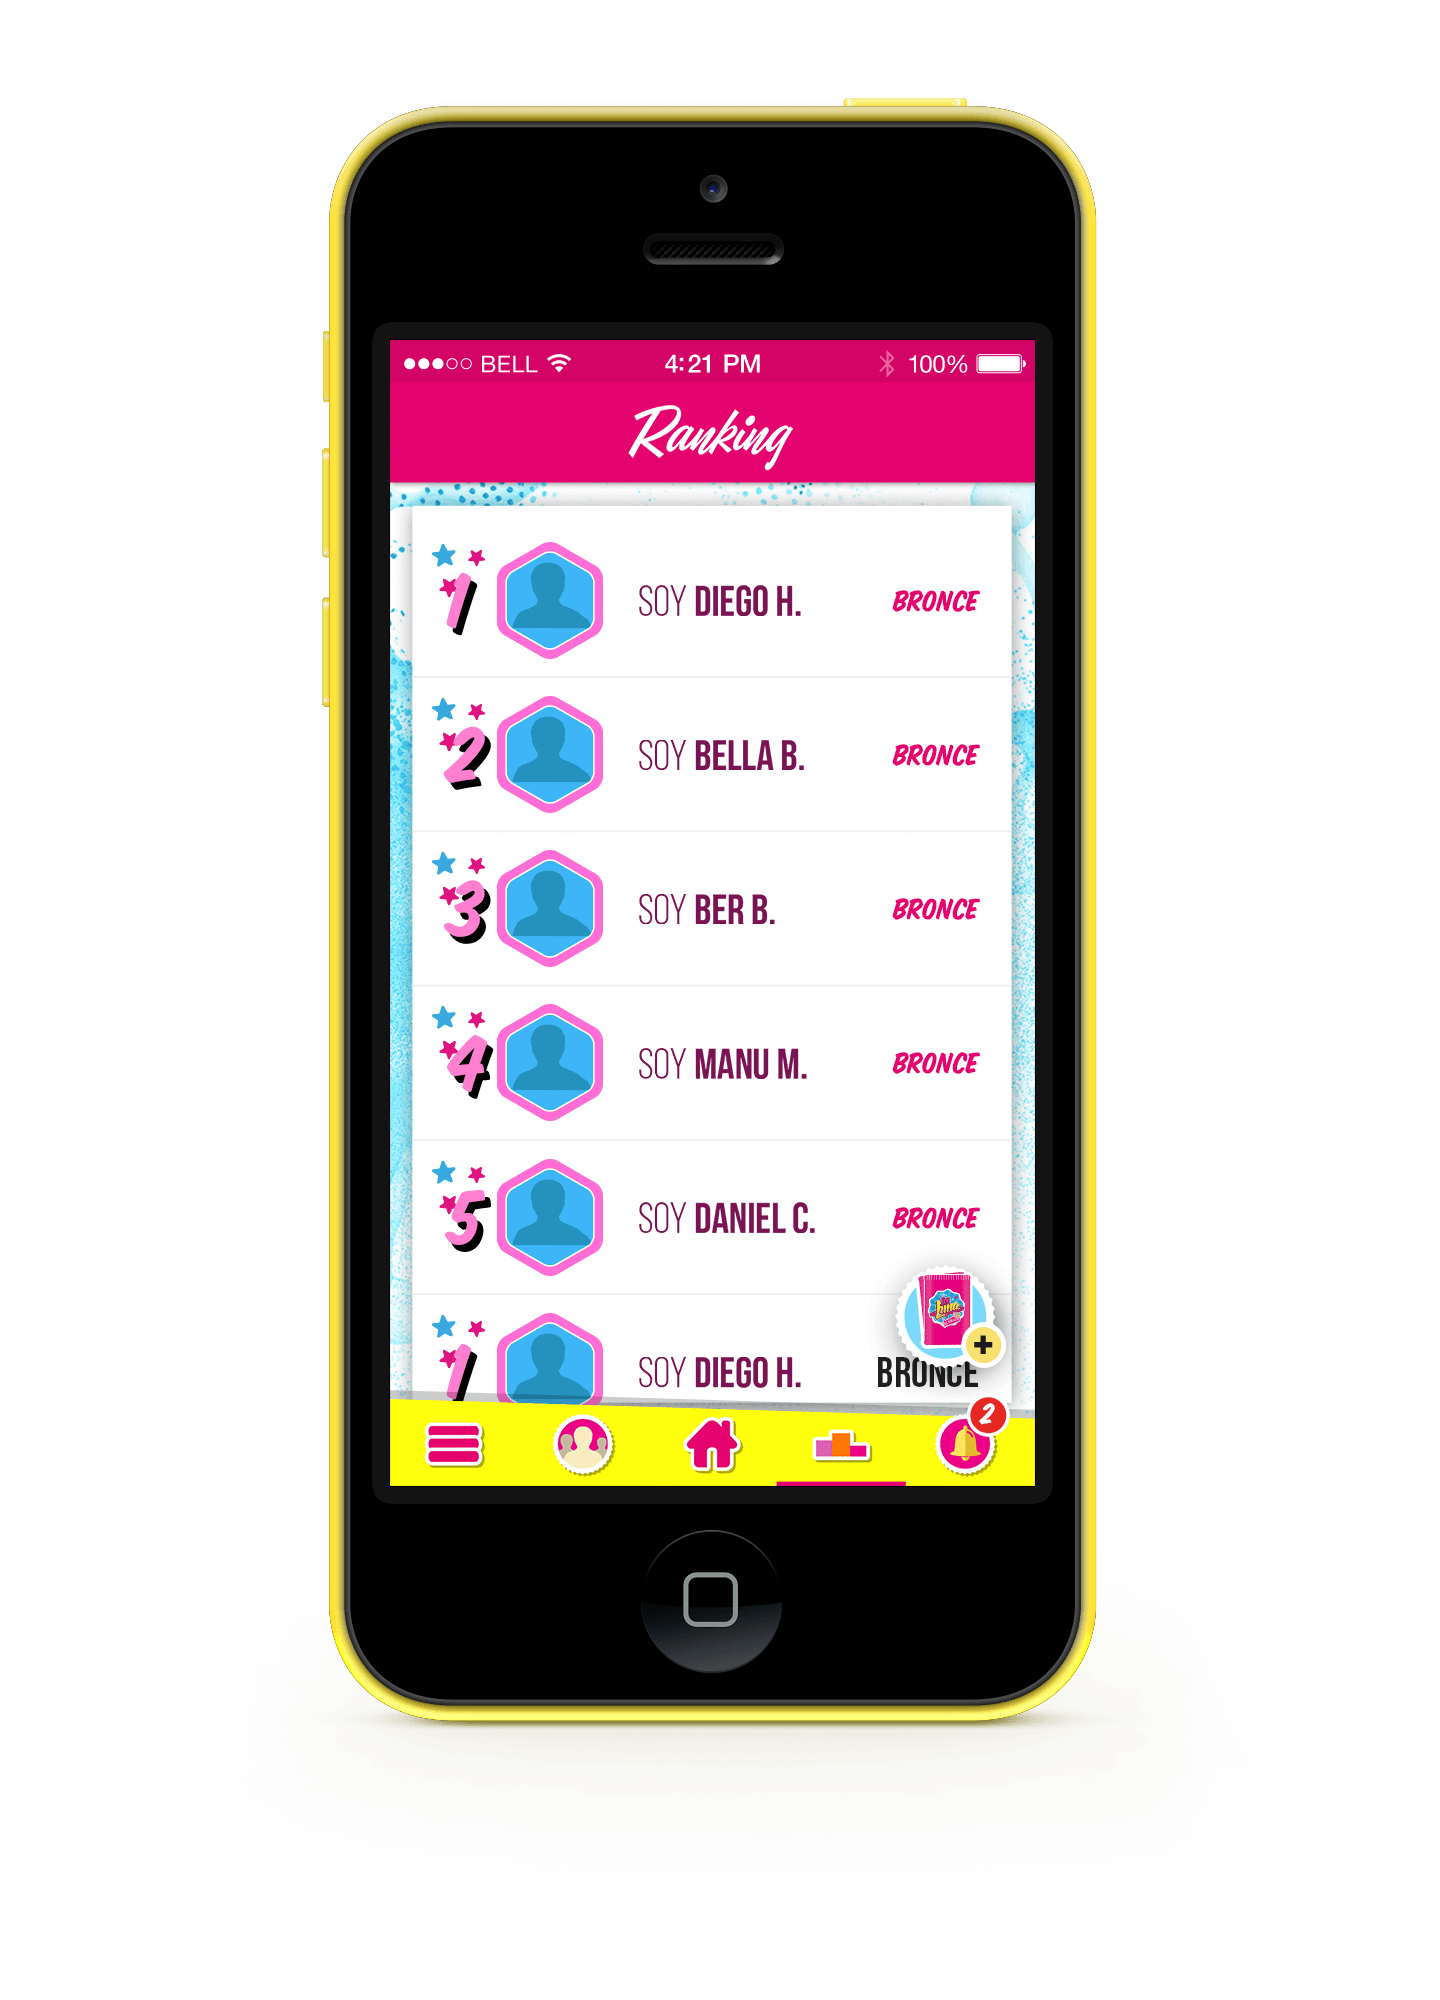 BELL 4:21 PM 100%
Ranking
1 SOY DIEGO H. BRONCE
2 SOY BELLA B. BRONCE
3 SOY BER B. BRONCE
4 SOY MANU M. BRONCE
5 SOY DANIEL C. BRONCE
luna
1 SOY DIEGO H. BRONCE
2